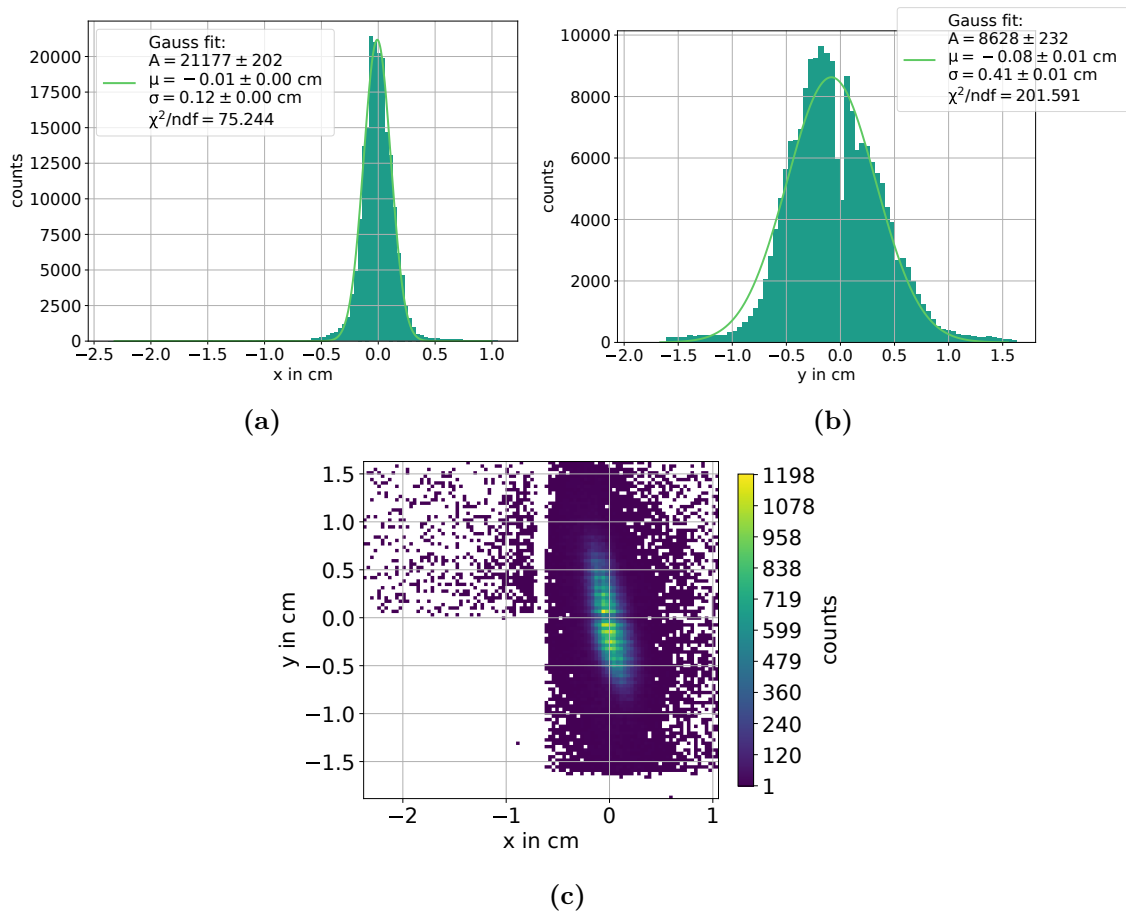 Gauss fit:
A = 21177 ± 202
μ = −0.01 ± 0.00 cm
σ = 0.12 ± 0.00 cm
χ²/ndf = 75.244
20000
17500
15000
12500
10000
7500
5000
2500
0
counts
−2.5 −2.0 −1.5 −1.0 −0.5 0.0 0.5 1.0
x in cm
(a)
Gauss fit:
A = 8628 ± 232
μ = −0.08 ± 0.01 cm
σ = 0.41 ± 0.01 cm
χ²/ndf = 201.591
10000
8000
6000
4000
2000
0
counts
−2.0 −1.5 −1.0 −0.5 0.0 0.5 1.0 1.5
y in cm
(b)
1.5
1.0
0.5
0.0
−0.5
−1.0
−1.5
y in cm
−2 −1 0 1
x in cm
1198
1078
958
838
719
599
479
360
240
120
1
counts
(c)